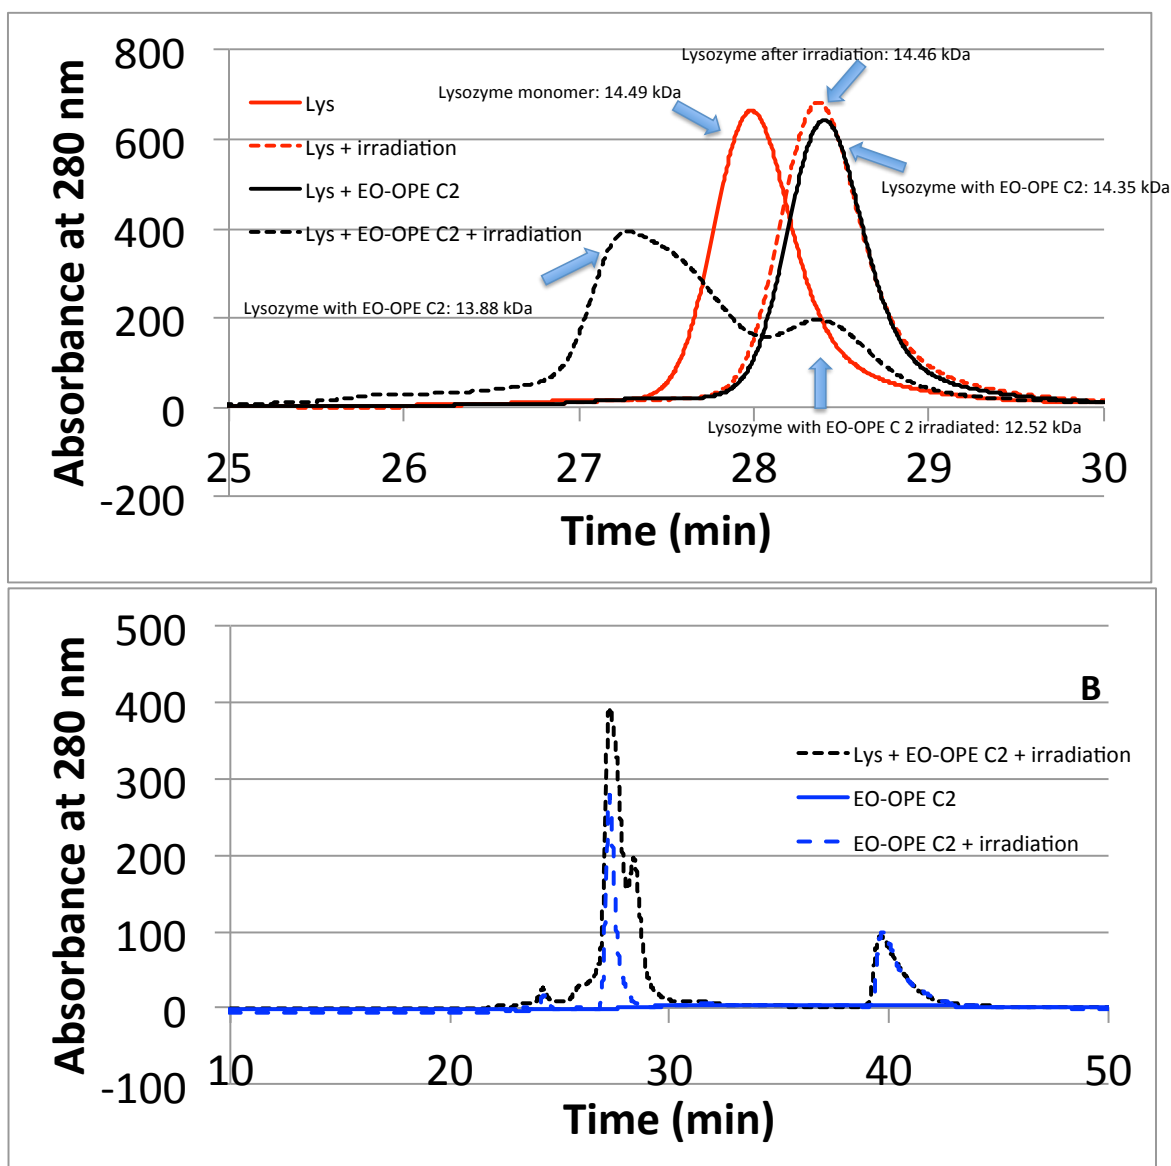 Lysozyme after irradiation: 14.46 kDa
Lysozyme monomer: 14.49 kDa
Lysozyme with EO-OPE C2: 14.35 kDa
Lysozyme with EO-OPE C2: 13.88 kDa
Lysozyme with EO-OPE C 2 irradiated: 12.52 kDa
Lys
Lys + irradiation
Lys + EO-OPE C2
Lys + EO-OPE C2 + irradiation
Absorbance at 280 nm
800
600
400
200
0
-200
25 26 27 28 29 30
Time (min)
B
Lys + EO-OPE C2 + irradiation
EO-OPE C2
EO-OPE C2 + irradiation
Absorbance at 280 nm
500
400
300
200
100
0
-100
10 20 30 40 50
Time (min)